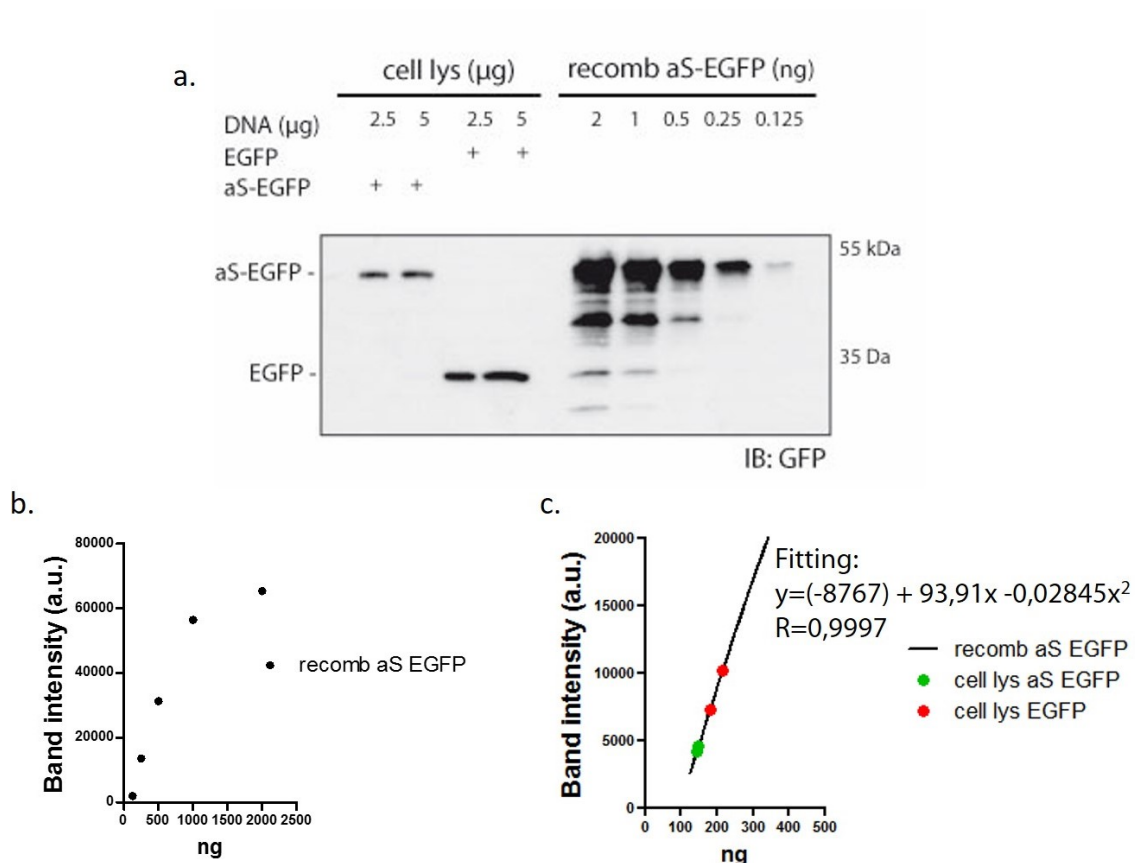 a.
cell lys (µg) recomb aS-EGFP (ng)
DNA (µg) 2.5 5 2.5 5 2 1 0.5 0.25 0.125
EGFP + +
aS-EGFP + +
55 kDa
aS-EGFP -
35 Da
EGFP -
IB: GFP
b.
80000
60000
40000
20000
0
Band intensity (a.u.)
0 500 1000 1500 2000 2500
ng
recomb aS EGFP
c.
20000
15000
10000
5000
0
Band intensity (a.u.)
0 100 200 300 400 500
ng
Fitting:
y=(-8767) + 93,91x -0,02845x²
R=0,9997
recomb aS EGFP
cell lys aS EGFP
cell lys EGFP